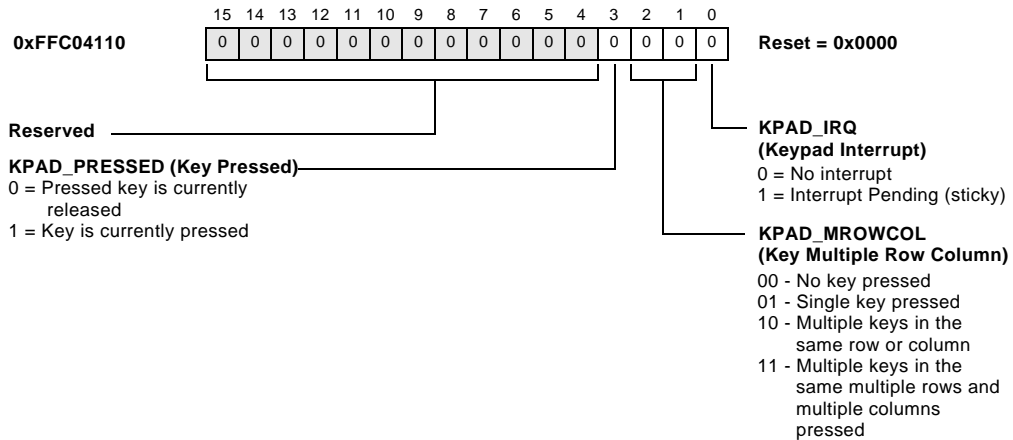 15 14 13 12 11 10 9 8 7 6 5 4 3 2 1 0
0xFFC04110
0 0 0 0 0 0 0 0 0 0 0 0 0 0 0 0
Reset = 0x0000
Reserved
KPAD_PRESSED (Key Pressed)
0 = Pressed key is currently
released
1 = Key is currently pressed
KPAD_IRQ
(Keypad Interrupt)
0 = No interrupt
1 = Interrupt Pending (sticky)
KPAD_MROWCOL
(Key Multiple Row Column)
00 - No key pressed
01 - Single key pressed
10 - Multiple keys in the
same row or column
11 - Multiple keys in the
same multiple rows and
multiple columns
pressed